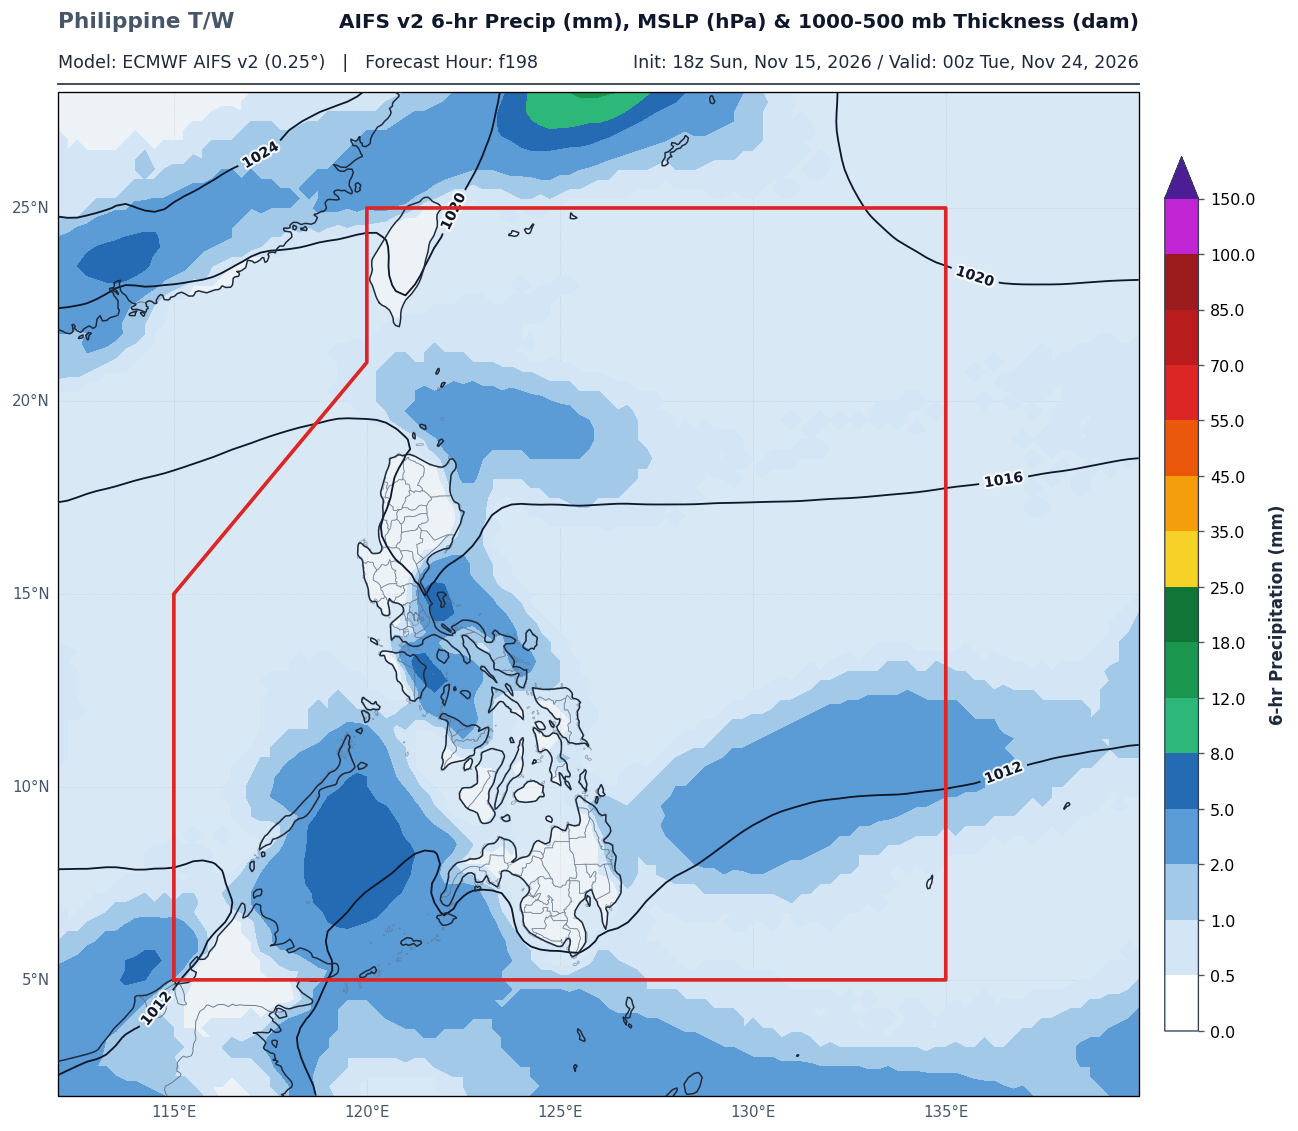 Philippine T/W
AIFS v2 6-hr Precip (mm), MSLP (hPa) & 1000-500 mb Thickness (dam)
Model: ECMWF AIFS v2 (0.25°)   |   Forecast Hour: f198
Init: 18z Sun, Nov 15, 2026 / Valid: 00z Tue, Nov 24, 2026
1024
1020
1020
1016
1012
1012
25°N
20°N
15°N
10°N
5°N
115°E
120°E
125°E
130°E
135°E
150.0
100.0
85.0
70.0
55.0
45.0
35.0
25.0
18.0
12.0
8.0
5.0
2.0
1.0
0.5
0.0
6-hr Precipitation (mm)